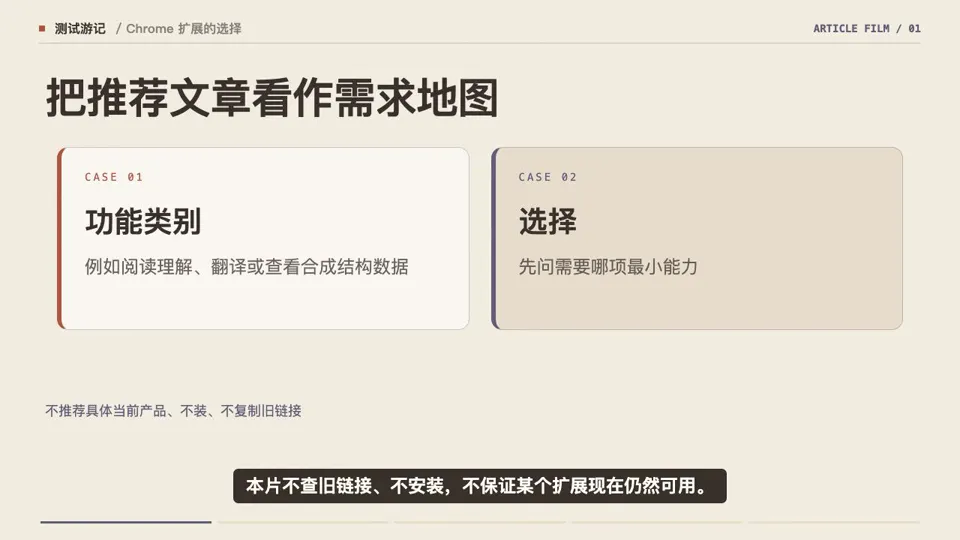 测试游记 / Chrome 扩展的选择
ARTICLE FILM / 01
把推荐文章看作需求地图
CASE 01
功能类别
例如阅读理解、翻译或查看合成结构数据
CASE 02
选择
先问需要哪项最小能力
不推荐具体当前产品、不装、不复制旧链接
本片不查旧链接、不安装，不保证某个扩展现在仍然可用。